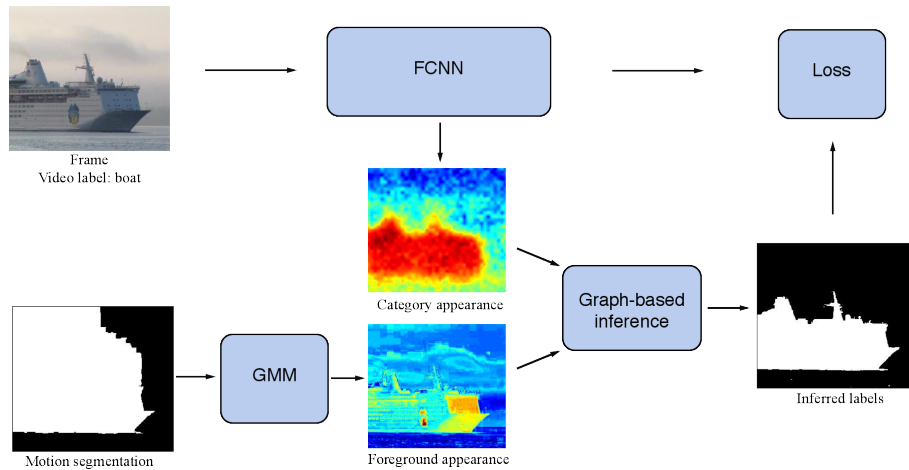 FCNN
Loss
Frame
Video label: boat
Category appearance
Graph-based
inference
GMM
Inferred labels
Motion segmentation
Foreground appearance